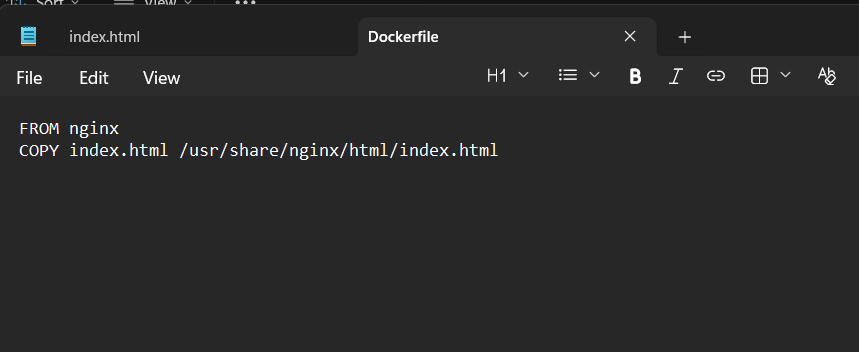 Sort View
index.html Dockerfile
File Edit View H1 B I
FROM nginx
COPY index.html /usr/share/nginx/html/index.html